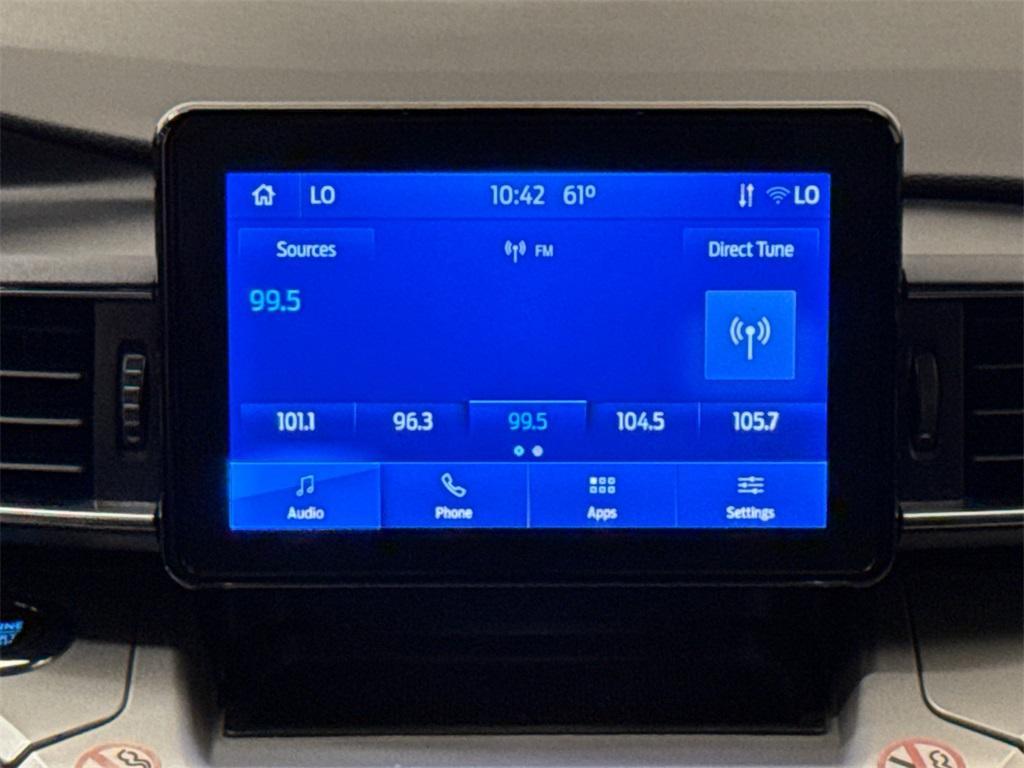 LO 10:42 61° LO
Sources FM Direct Tune
99.5
101.1 96.3 99.5 104.5 105.7
Audio Phone Apps Settings